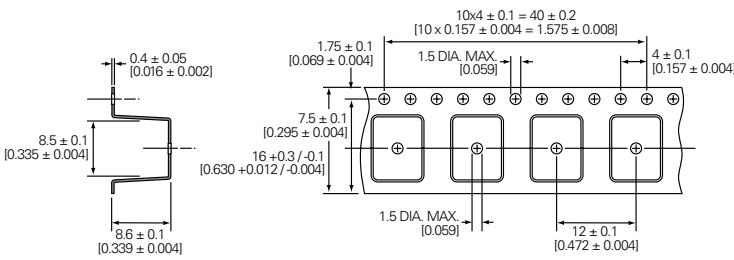 10x4 ± 0.1 = 40 ± 0.2
[10 x 0.157 ± 0.004 = 1.575 ± 0.008]
0.4 ± 0.05
[0.016 ± 0.002]
1.75 ± 0.1
[0.069 ± 0.004]
1.5 DIA. MAX.
[0.059]
4 ± 0.1
[0.157 ± 0.004]
8.5 ± 0.1
[0.335 ± 0.004]
7.5 ± 0.1
[0.295 ± 0.004]
16 +0.3 / -0.1
[0.630 +0.012 / -0.004]
1.5 DIA. MAX.
[0.059]
12 ± 0.1
[0.472 ± 0.004]
8.6 ± 0.1
[0.339 ± 0.004]